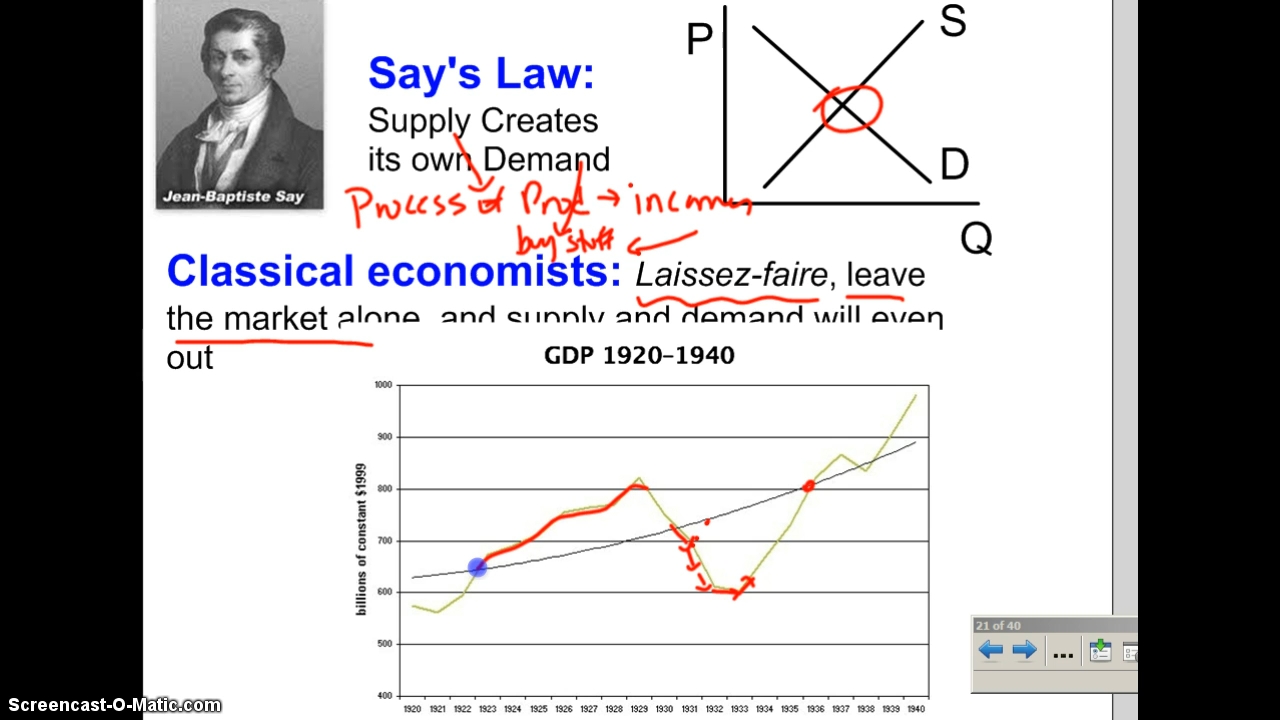 P
S
Say's Law:
Supply Creates
its own Demand
Jean-Baptiste Say
D
Process of Prod → incomes
buy stuff
Q
Classical economists: Laissez-faire, leave
the market alone, and supply and demand will even
out
GDP 1920–1940
billions of constant $1999
1000
900
800
700
600
500
400
1920 1921 1922 1923 1924 1925 1926 1927 1928 1929 1930 1931 1932 1933 1934 1935 1936 1937 1938 1939 1940
21 of 40
...
Screencast-O-Matic.com